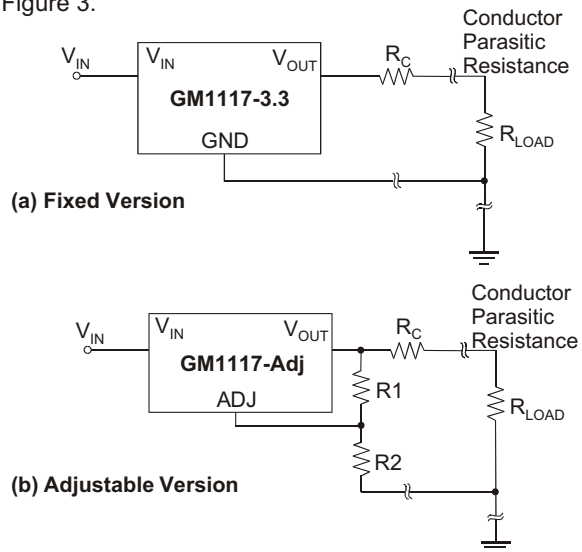 Figure 3.
Conductor
Parasitic
Resistance
V_IN
V_IN
V_OUT
R_C
GM1117-3.3
GND
R_LOAD
(a) Fixed Version
Conductor
Parasitic
Resistance
V_IN
V_IN
V_OUT
R_C
GM1117-Adj
R1
ADJ
R_LOAD
R2
(b) Adjustable Version